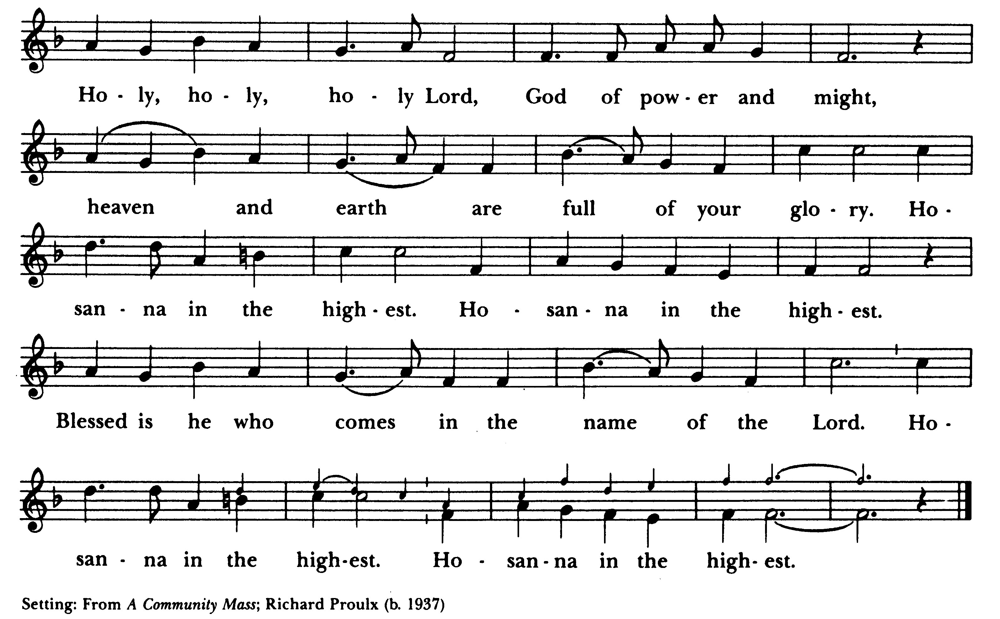 Ho - ly, ho - ly, ho - ly Lord, God of pow - er and might,
heaven and earth are full of your glo - ry. Ho -
san - na in the high - est. Ho - san - na in the high - est.
Blessed is he who comes in the name of the Lord. Ho -
san - na in the high - est. Ho - san - na in the high - est.
Setting: From A Community Mass; Richard Proulx (b. 1937)